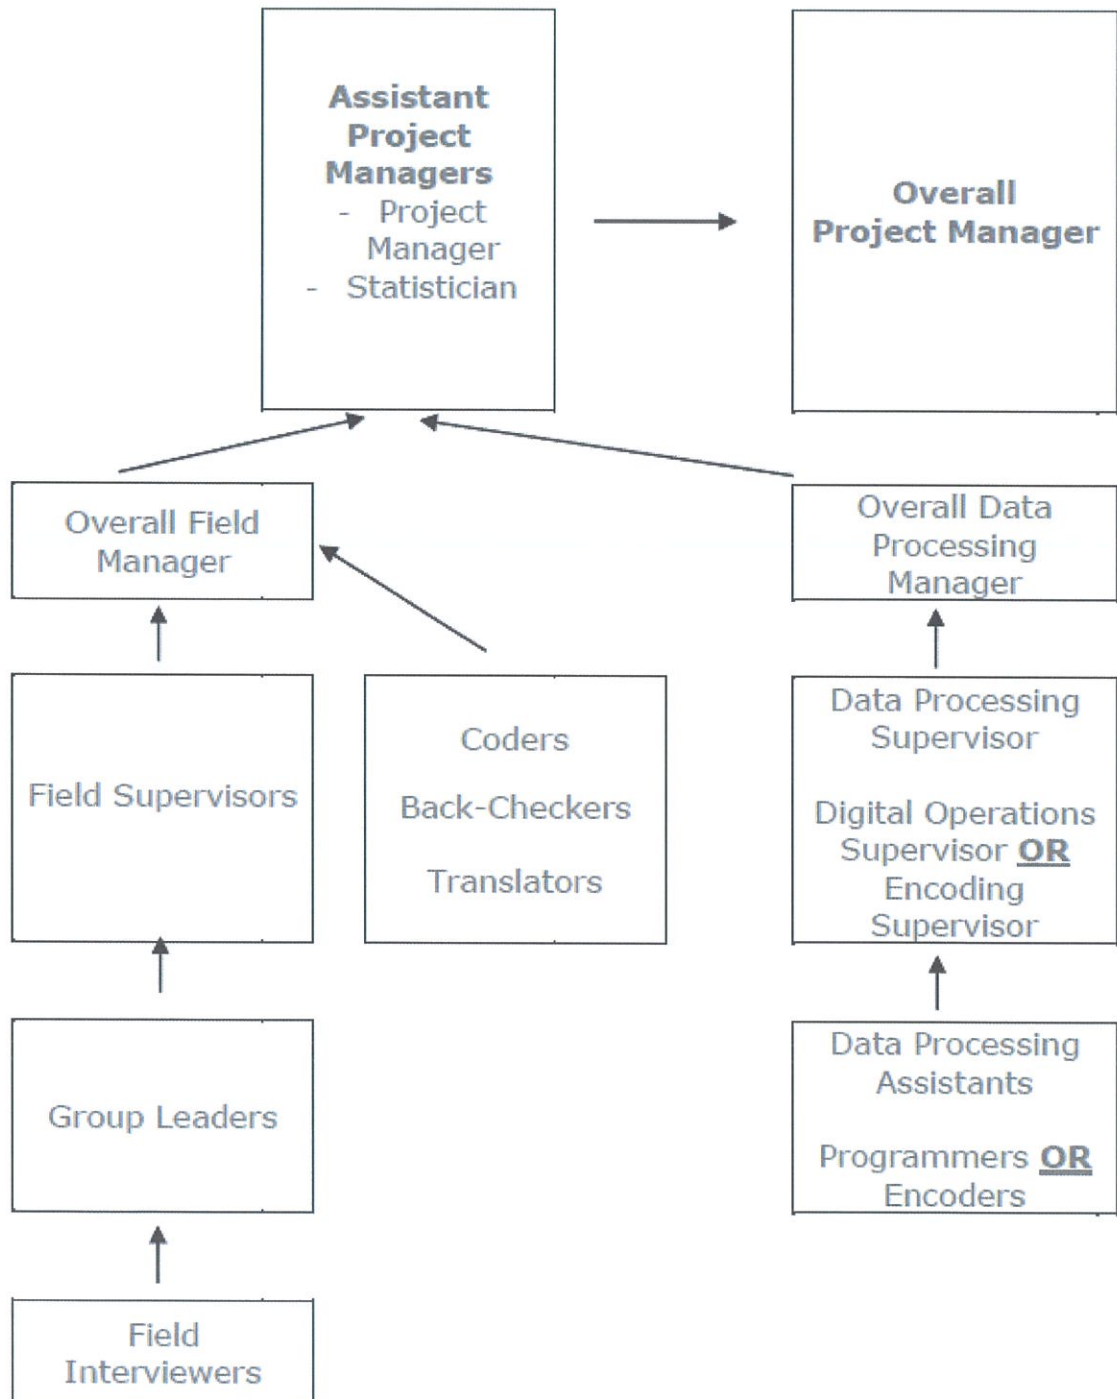 Assistant
Project
Managers
- Project
Manager
- Statistician
Overall
Project Manager
Overall Field
Manager
Overall Data
Processing
Manager
Field Supervisors
Coders
Back-Checkers
Translators
Data Processing
Supervisor
Digital Operations
Supervisor OR
Encoding
Supervisor
Group Leaders
Data Processing
Assistants
Programmers OR
Encoders
Field
Interviewers